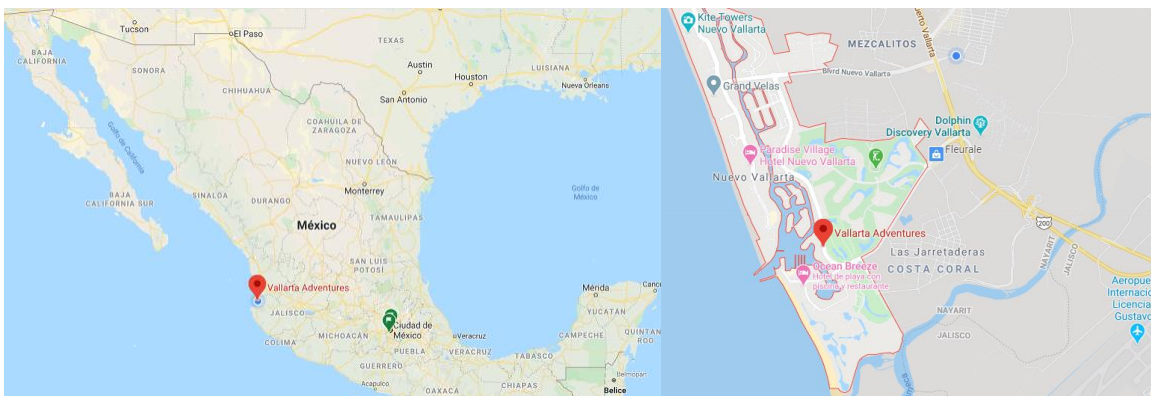 Tucson
El Paso
BAJA
CALIFORNIA
SONORA
TEXAS
Austin
Houston
LUISIANA
Nueva Orleans
CHIHUAHUA
San Antonio
COAHUILA DE
ZARAGOZA
Golfo de
California
NUEVO LEÓN
Monterrey
BAJA
CALIFORNIA SUR
SINALOA
DURANGO
TAMAULIPAS
Golfo de
México
México
SAN LUIS
POTOSÍ
Vallarta Adventures
JALISCO
Ciudad de
México
COLIMA
MICHOACÁN
Veracruz
PUEBLA
VERACRUZ
TABASCO
GUERRERO
Acapulco
OAXACA
CHIAPAS
Mérida
Canc
YUCATÁN
CAMPECHE
QUINTAN
ROO
Belmopan
Belice
Kite Towers
Nuevo Vallarta
MEZCALITOS
Blvrd Nuevo Vallarta
Grand Velas
Dolphin
Discovery Vallarta
Fleurale
Paradise Village
Hotel Nuevo Vallarta
Nuevo Vallarta
200
Vallarta Adventures
Las Jarretaderas
COSTA CORAL
Ocean Breeze
Hotel de playa con
piscina y restaurante
NAYARIT
JALISCO
NAYARIT
JALISCO
Aeropue
Internaci
Licencia
Gustavo